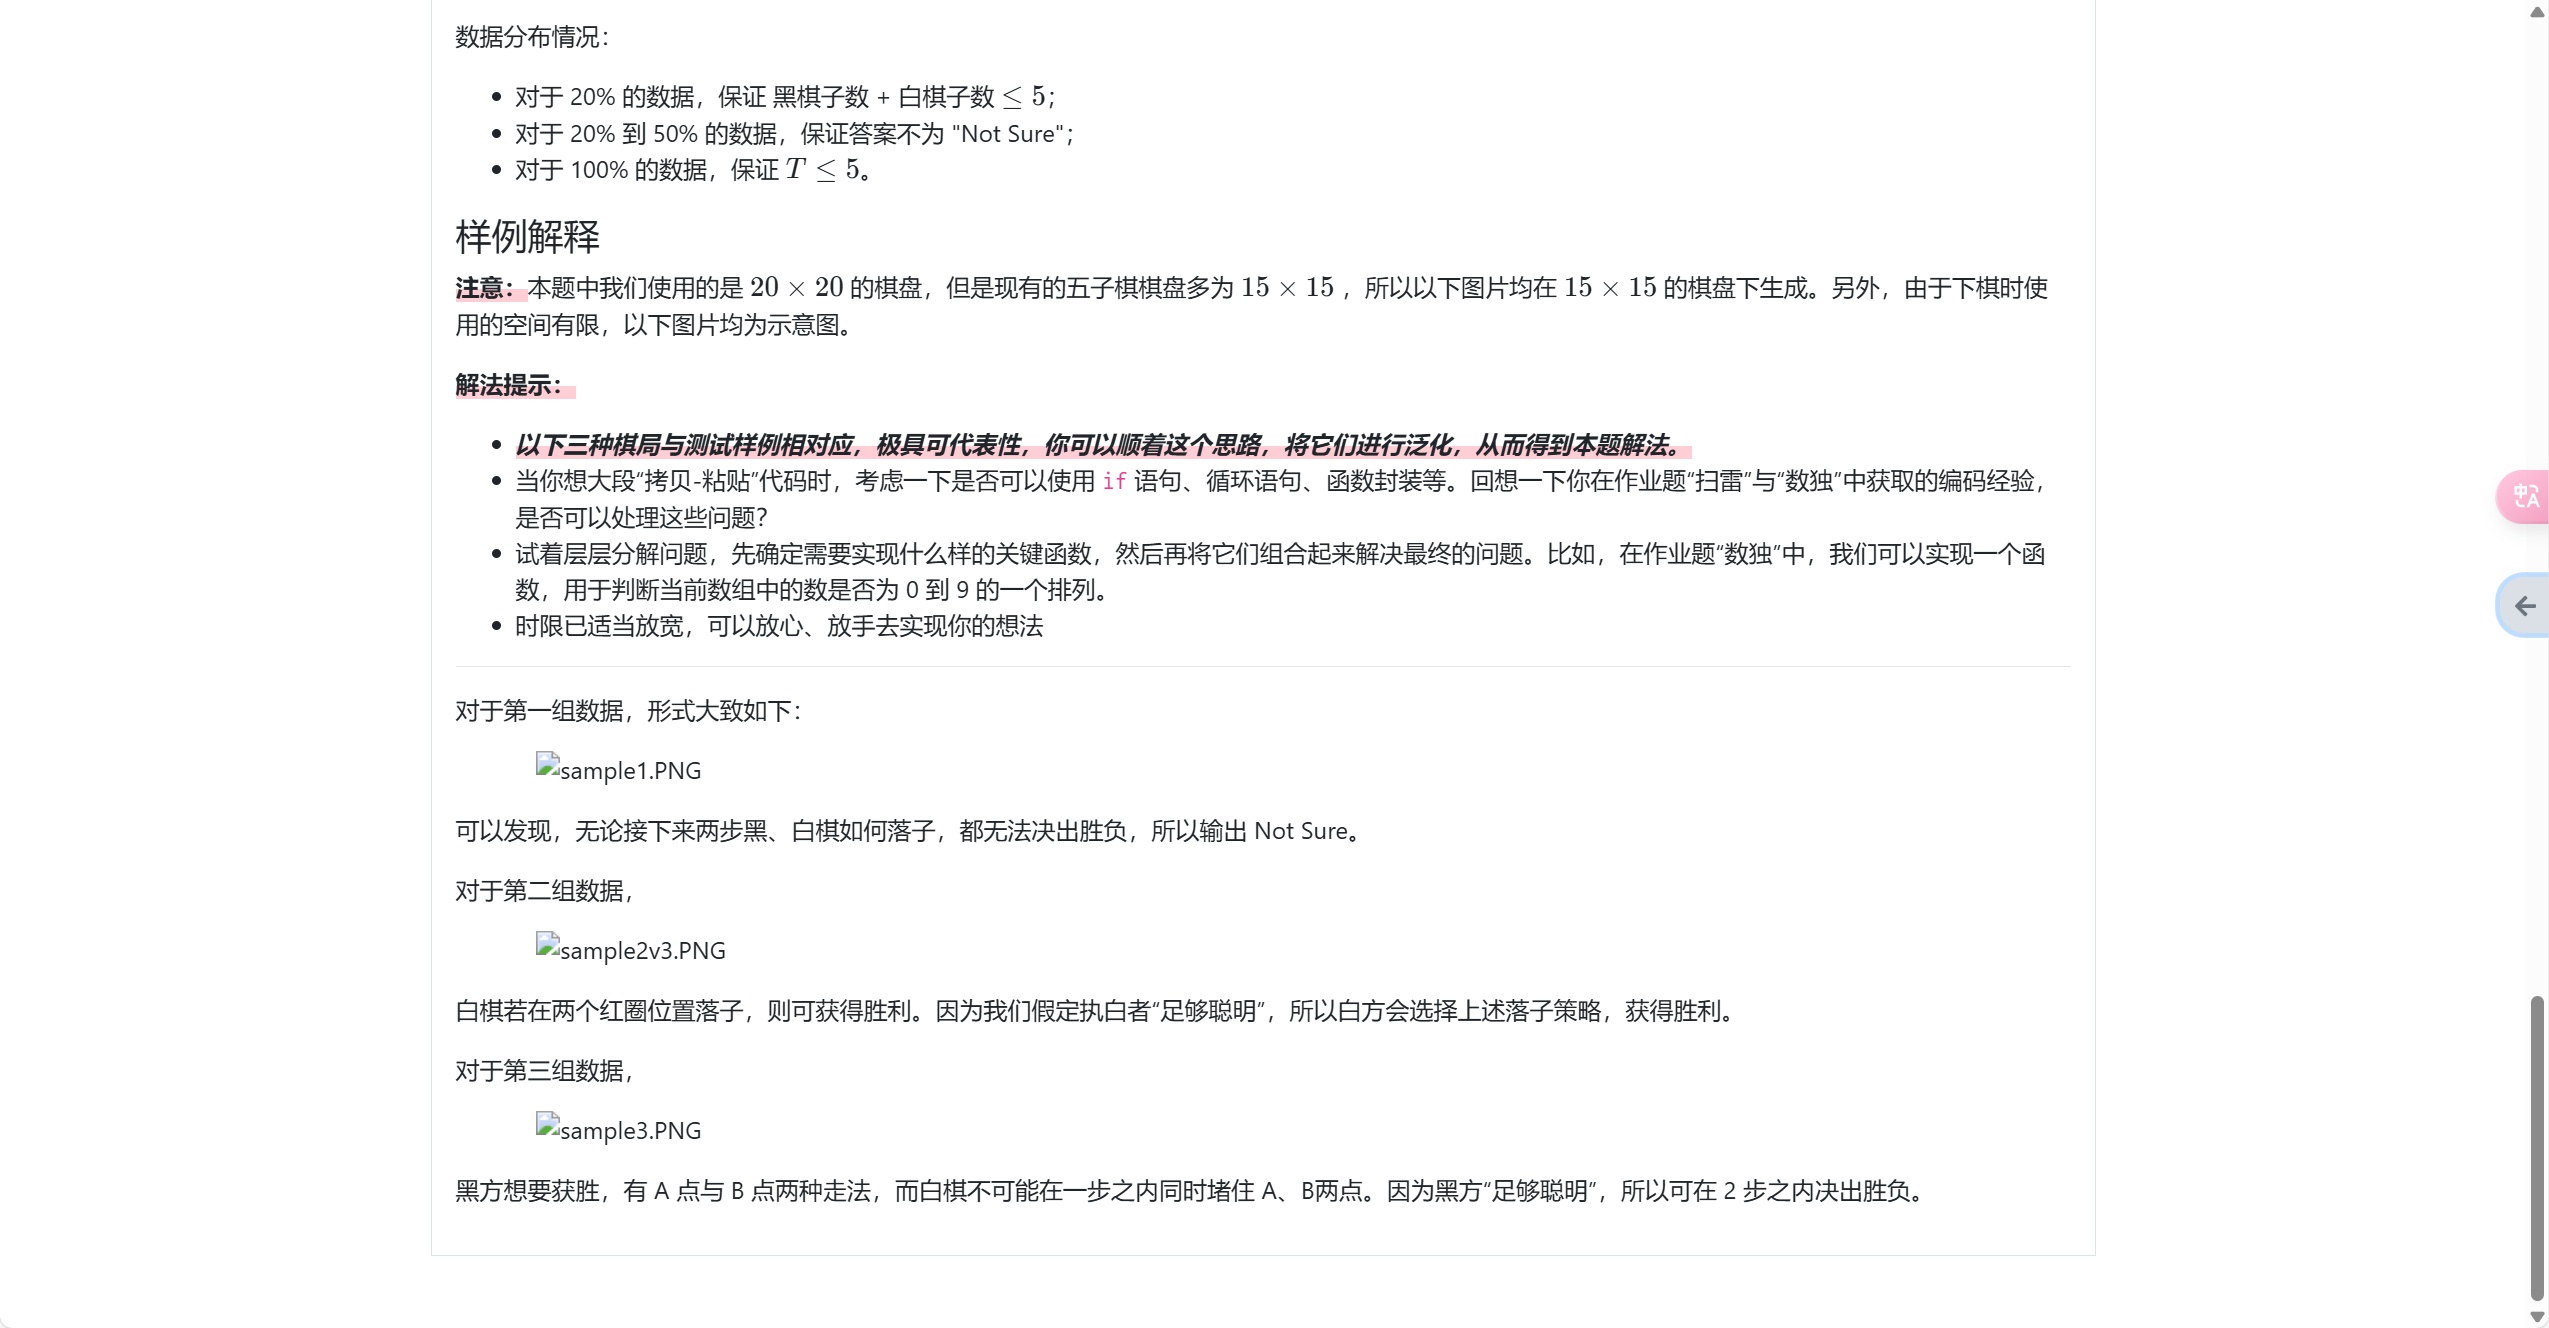 数据分布情况：
对于 20% 的数据，保证 黑棋子数 + 白棋子数 ≤ 5；
对于 20% 到 50% 的数据，保证答案不为 "Not Sure"；
对于 100% 的数据，保证 T ≤ 5。
样例解释
注意：本题中我们使用的是 20 × 20 的棋盘，但是现有的五子棋棋盘多为 15 × 15 ，所以以下图片均在 15 × 15 的棋盘下生成。另外，由于下棋时使
用的空间有限，以下图片均为示意图。
解法提示：
以下三种棋局与测试样例相对应，极具可代表性，你可以顺着这个思路，将它们进行泛化，从而得到本题解法。
当你想大段“拷贝-粘贴”代码时，考虑一下是否可以使用 if 语句、循环语句、函数封装等。回想一下你在作业题“扫雷”与“数独”中获取的编码经验，
是否可以处理这些问题？
试着层层分解问题，先确定需要实现什么样的关键函数，然后再将它们组合起来解决最终的问题。比如，在作业题“数独”中，我们可以实现一个函
数，用于判断当前数组中的数是否为 0 到 9 的一个排列。
时限已适当放宽，可以放心、放手去实现你的想法
对于第一组数据，形式大致如下：
sample1.PNG
可以发现，无论接下来两步黑、白棋如何落子，都无法决出胜负，所以输出 Not Sure。
对于第二组数据，
sample2v3.PNG
白棋若在两个红圈位置落子，则可获得胜利。因为我们假定执白者“足够聪明”，所以白方会选择上述落子策略，获得胜利。
对于第三组数据，
sample3.PNG
黑方想要获胜，有 A 点与 B 点两种走法，而白棋不可能在一步之内同时堵住 A、B两点。因为黑方“足够聪明”，所以可在 2 步之内决出胜负。